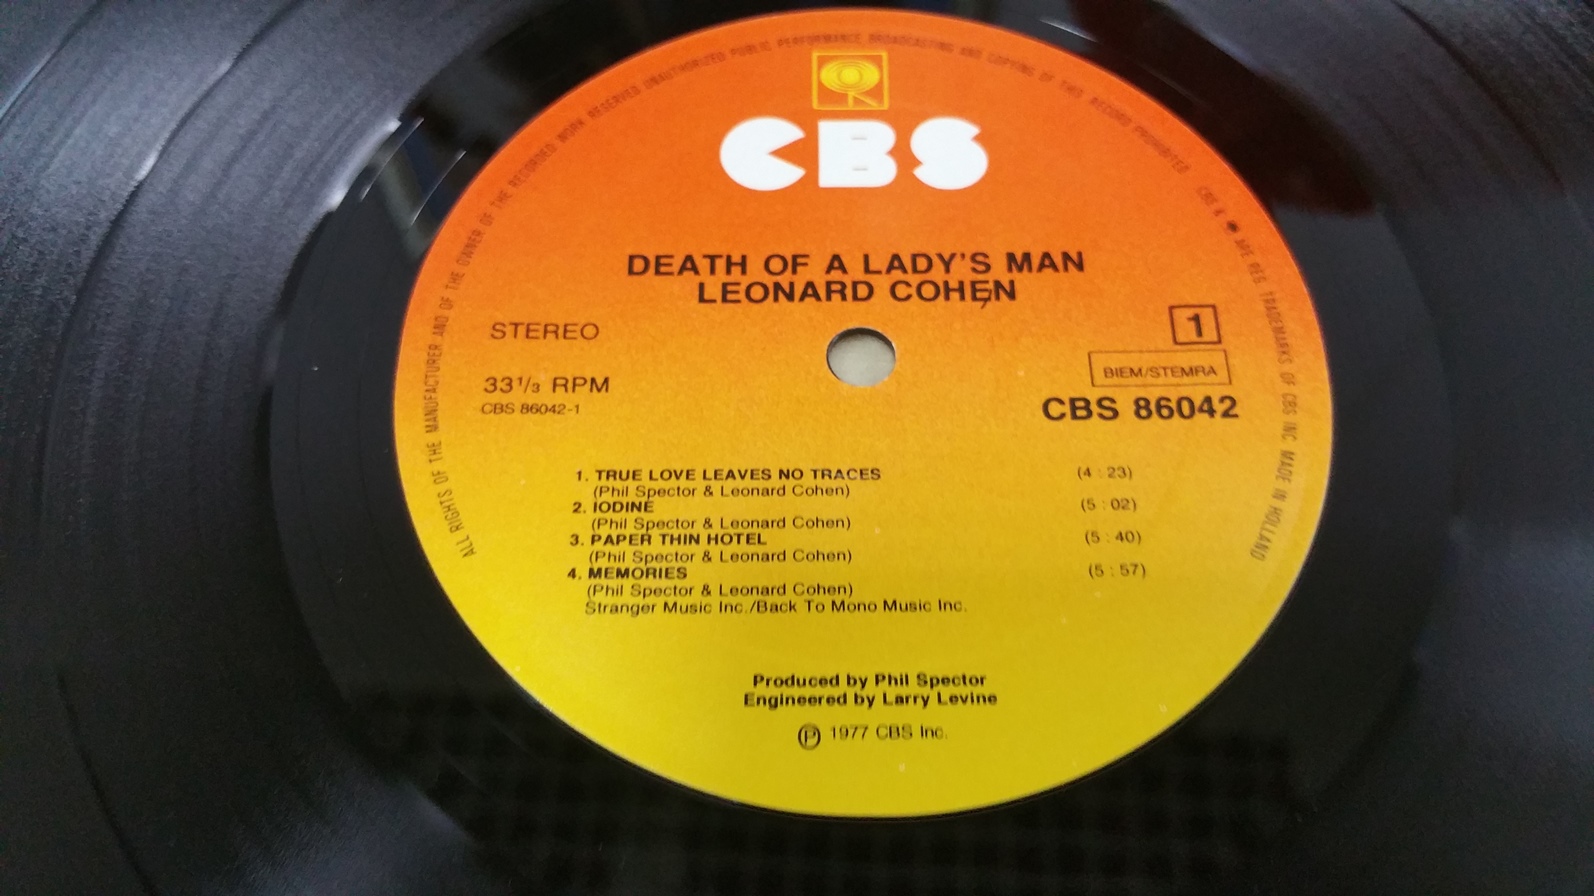 ALL RIGHTS OF THE MANUFACTURER AND OF THE OWNER OF THE RECORDED WORK RESERVED UNAUTHORIZED PUBLIC PERFORMANCE BROADCASTING AND COPYING OF THIS RECORD PROHIBITED
CBS & ARE REG TRADEMARKS OF CBS INC MADE IN HOLLAND
CBS
DEATH OF A LADY'S MAN
LEONARD COHEN
STEREO
1
33 1/3 RPM
BIEM/STEMRA
CBS 86042-1
CBS 86042
1. TRUE LOVE LEAVES NO TRACES (4 : 23)
(Phil Spector & Leonard Cohen)
2. IODINE (5 : 02)
(Phil Spector & Leonard Cohen)
3. PAPER THIN HOTEL (5 : 40)
(Phil Spector & Leonard Cohen)
4. MEMORIES (5 : 57)
(Phil Spector & Leonard Cohen)
Stranger Music Inc./Back To Mono Music Inc.
Produced by Phil Spector
Engineered by Larry Levine
℗ 1977 CBS Inc.